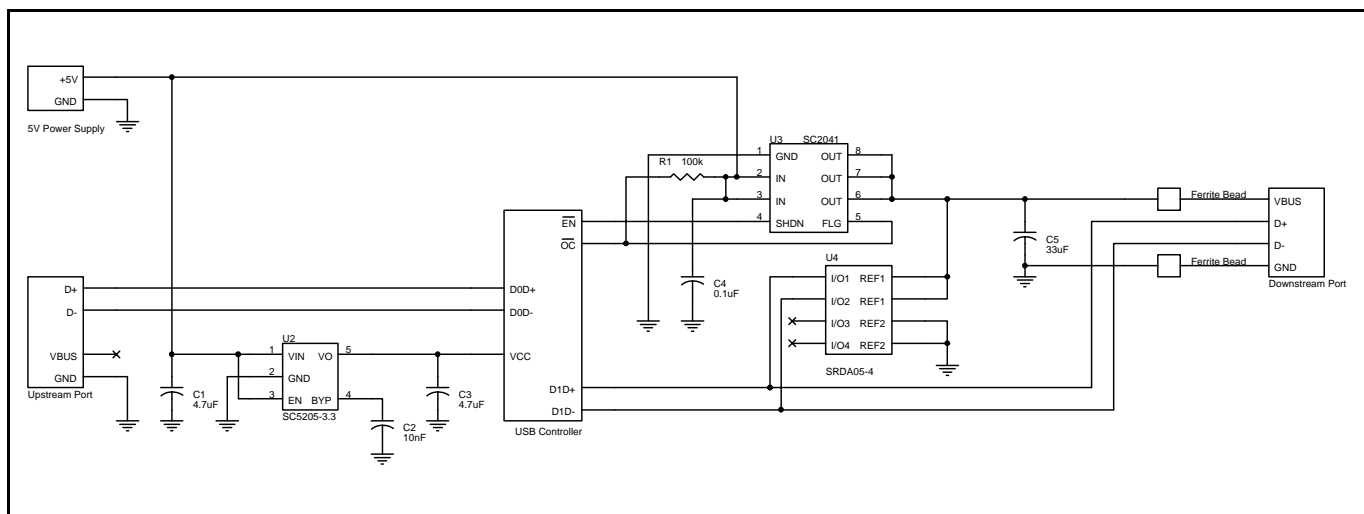 +5V
GND
5V Power Supply
U3 SC2041
R1 100k
1 GND OUT 8
2 IN OUT 7
3 IN OUT 6
4 SHDN FLG 5
EN
OC
C4
0.1uF
U4
I/O1 REF1
I/O2 REF1
I/O3 REF2
I/O4 REF2
SRDA05-4
C5
33uF
Ferrite Bead
Ferrite Bead
VBUS
D+
D-
GND
Downstream Port
D+
D-
VBUS
GND
Upstream Port
C1
4.7uF
U2
1 VIN VO 5
2 GND
3 EN BYP 4
SC5205-3.3
C2
10nF
C3
4.7uF
D0D+
D0D-
VCC
D1D+
D1D-
USB Controller